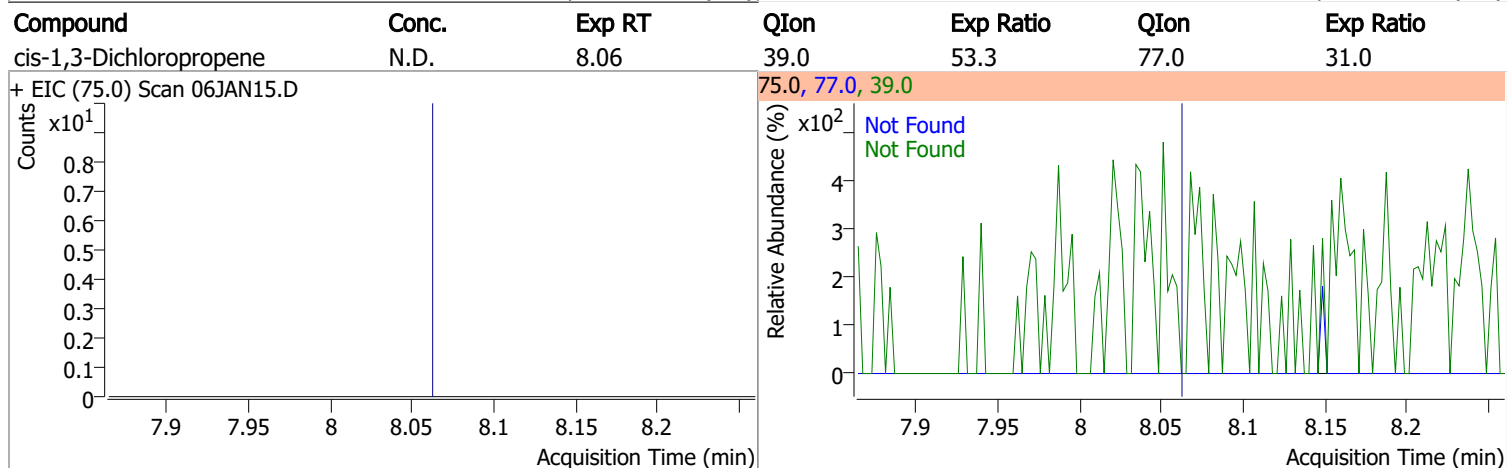 Compound Conc. Exp RT QIon Exp Ratio QIon Exp Ratio
cis-1,3-Dichloropropene N.D. 8.06 39.0 53.3 77.0 31.0
+ EIC (75.0) Scan 06JAN15.D
Counts
x10¹
0.8
0.7
0.6
0.5
0.4
0.3
0.2
0.1
0
7.9 7.95 8 8.05 8.1 8.15 8.2
Acquisition Time (min)
75.0, 77.0, 39.0
Relative Abundance (%)
x10²
Not Found
Not Found
4
3
2
1
0
7.9 7.95 8 8.05 8.1 8.15 8.2
Acquisition Time (min)